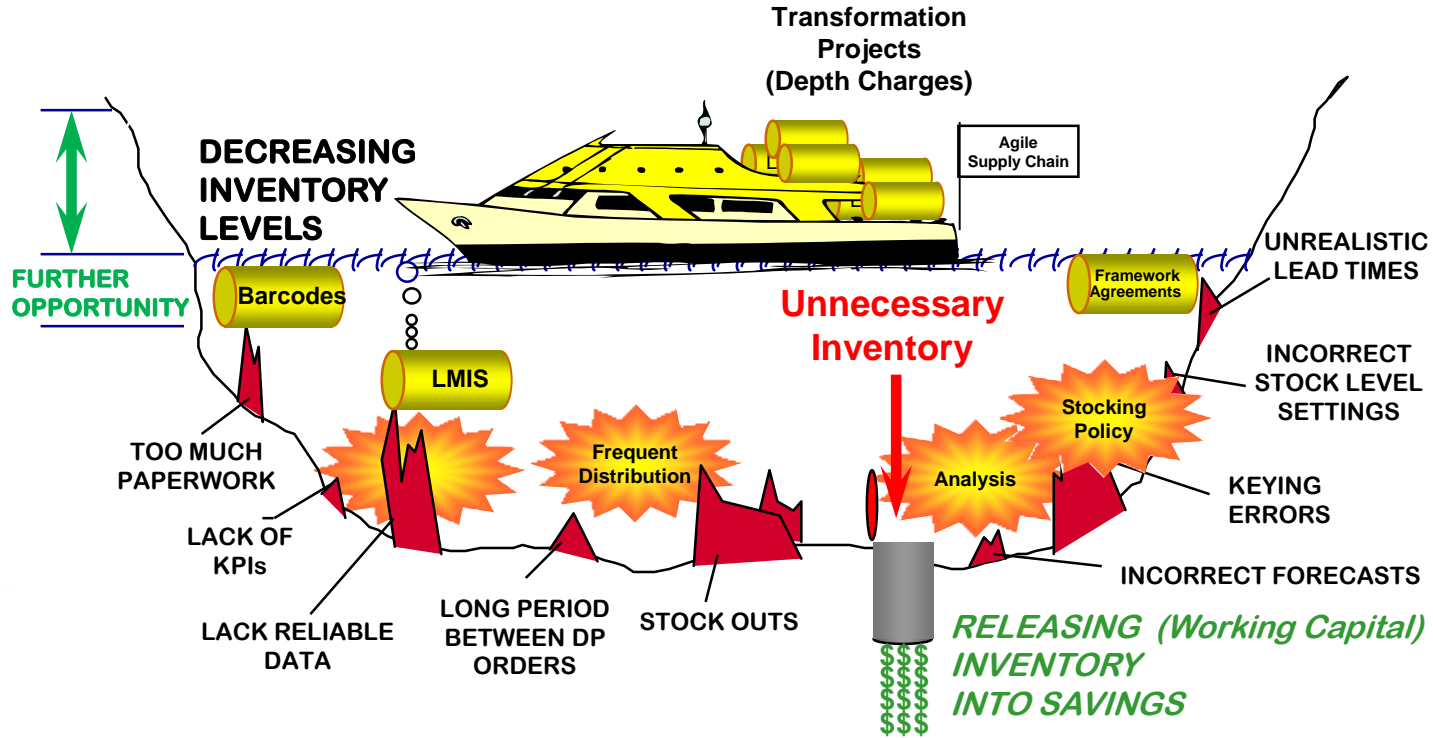 Transformation
Projects
(Depth Charges)
Agile
Supply Chain
DECREASING
INVENTORY
LEVELS
FURTHER
OPPORTUNITY
Barcodes
LMIS
Unnecessary
Inventory
Framework
Agreements
UNREALISTIC
LEAD TIMES
INCORRECT
STOCK LEVEL
SETTINGS
Stocking
Policy
Frequent
Distribution
Analysis
TOO MUCH
PAPERWORK
KEYING
ERRORS
LACK OF
KPIs
INCORRECT FORECASTS
LACK RELIABLE
DATA
LONG PERIOD
BETWEEN DP
ORDERS
STOCK OUTS
RELEASING (Working Capital)
INVENTORY
INTO SAVINGS
$$$
$$$
$$$
$$$
$$$